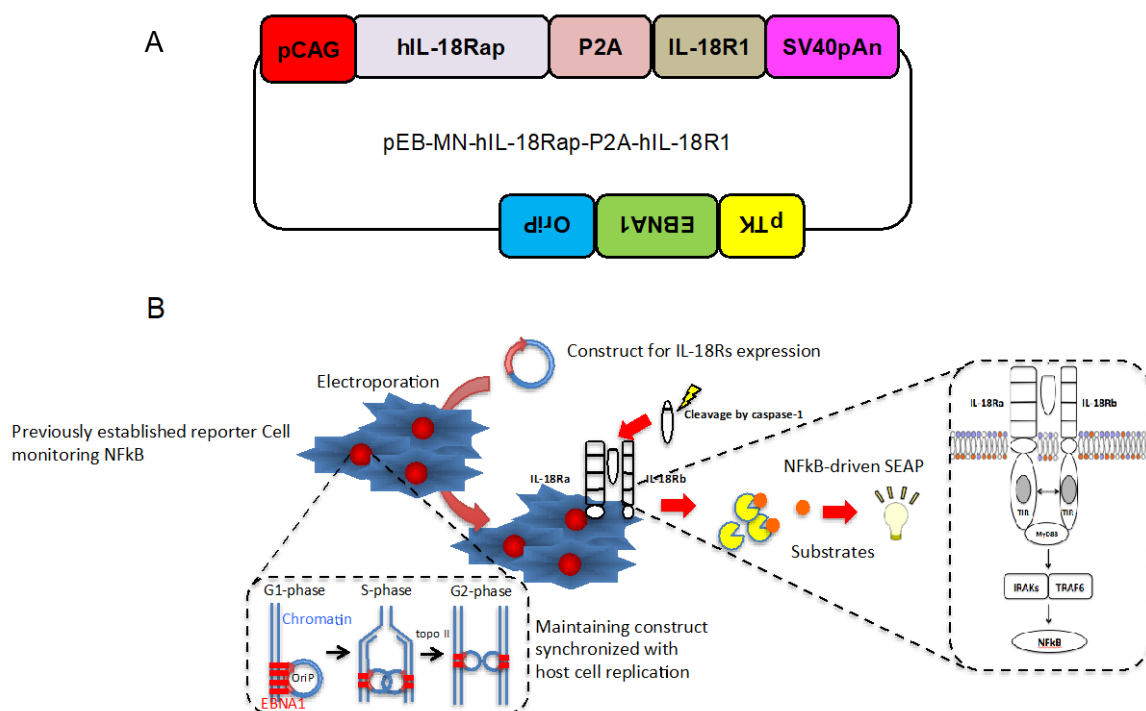 A
pCAG
hIL-18Rap
P2A
IL-18R1
SV40pAn
pEB-MN-hIL-18Rap-P2A-hIL-18R1
OriP
EBNA1
pTK
B
Construct for IL-18Rs expression
Electroporation
Cleavage by caspase-1
Previously established reporter Cell
monitoring NFkB
IL-18Ra
IL-18Rb
NFkB-driven SEAP
Substrates
G1-phase
S-phase
G2-phase
Chromatin
topo II
OriP
EBNA1
Maintaining construct
synchronized with
host cell replication
IL-18Ra
IL-18Rb
TIR
TIR
MyD88
IRAKs
TRAF6
NFkB